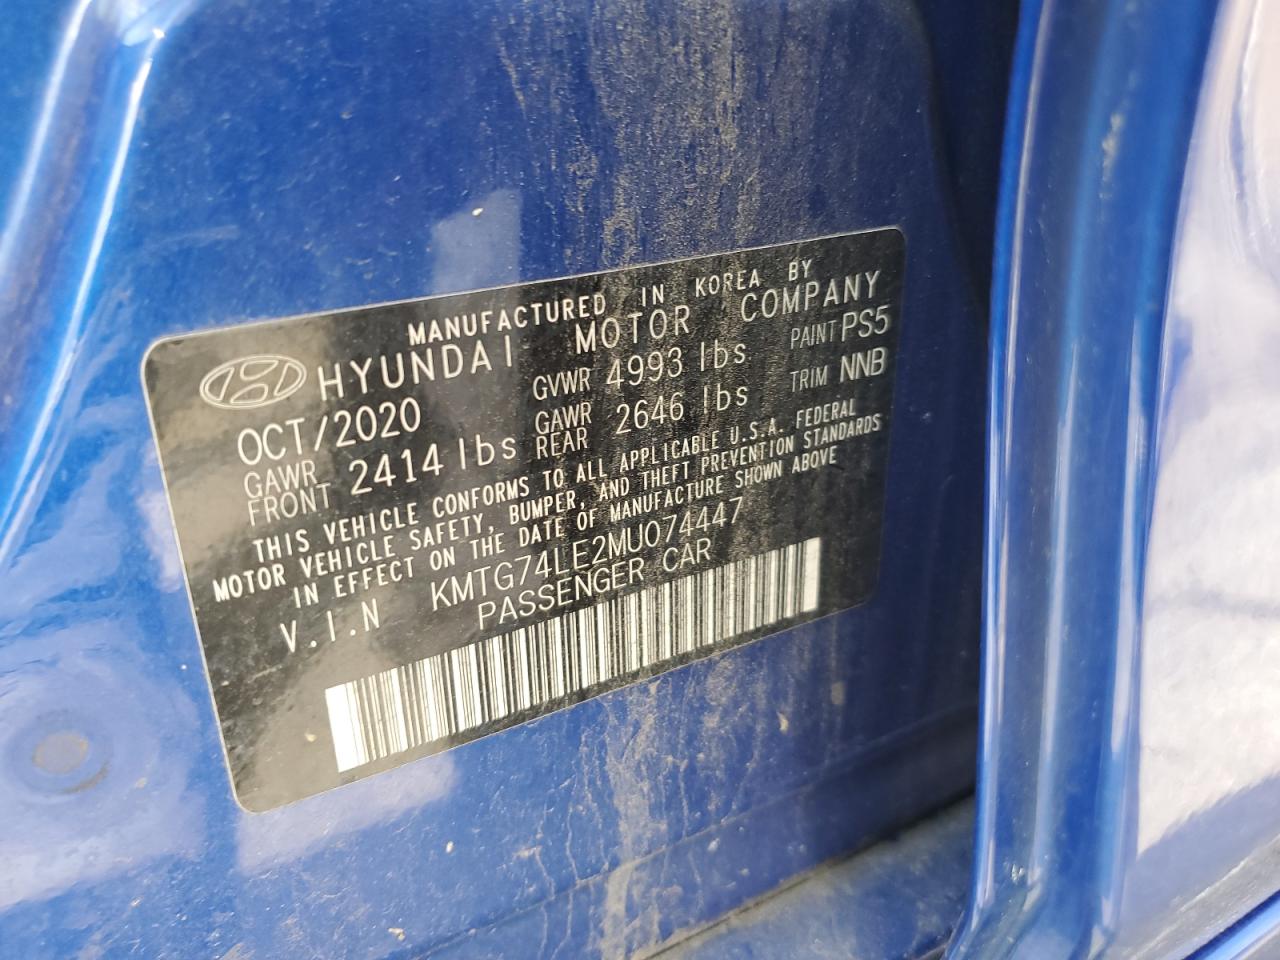 MANUFACTURED IN KOREA BY
HYUNDAI MOTOR COMPANY
OCT/2020 GVWR 4993 lbs PAINT PS5
GAWR FRONT 2414 lbs GAWR REAR 2646 lbs TRIM NNB
THIS VEHICLE CONFORMS TO ALL APPLICABLE U.S.A. FEDERAL
MOTOR VEHICLE SAFETY, BUMPER, AND THEFT PREVENTION STANDARDS
IN EFFECT ON THE DATE OF MANUFACTURE SHOWN ABOVE
V.I.N KMTG74LE2MU074447
PASSENGER CAR